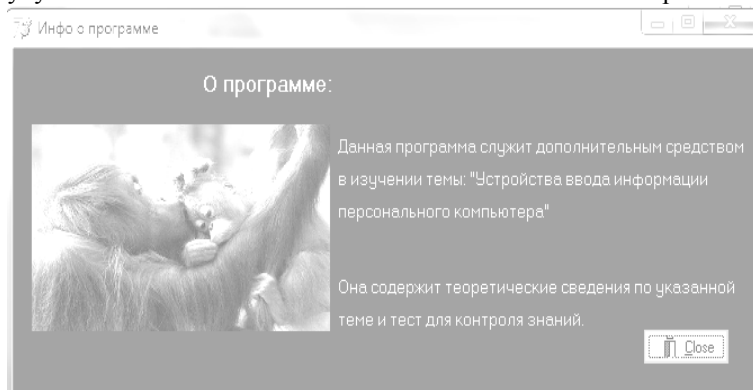 Инфо о программе
О программе:
Данная программа служит дополнительным средством
в изучении темы: "Устройства ввода информации
персонального компьютера"
Она содержит теоретические сведения по указанной
теме и тест для контроля знаний.
Close